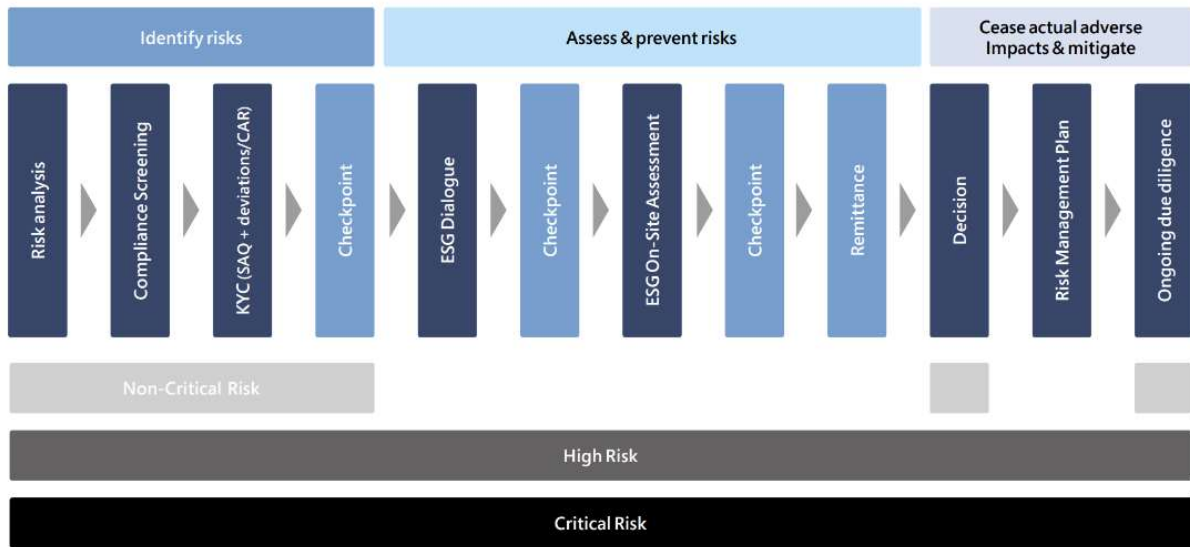 Identify risks
Assess & prevent risks
Cease actual adverse
Impacts & mitigate
Risk analysis
Compliance Screening
KYC (SAQ + deviations/CAR)
Checkpoint
ESG Dialogue
Checkpoint
ESG On-Site Assessment
Checkpoint
Remittance
Decision
Risk Management Plan
Ongoing due diligence
Non-Critical Risk
High Risk
Critical Risk